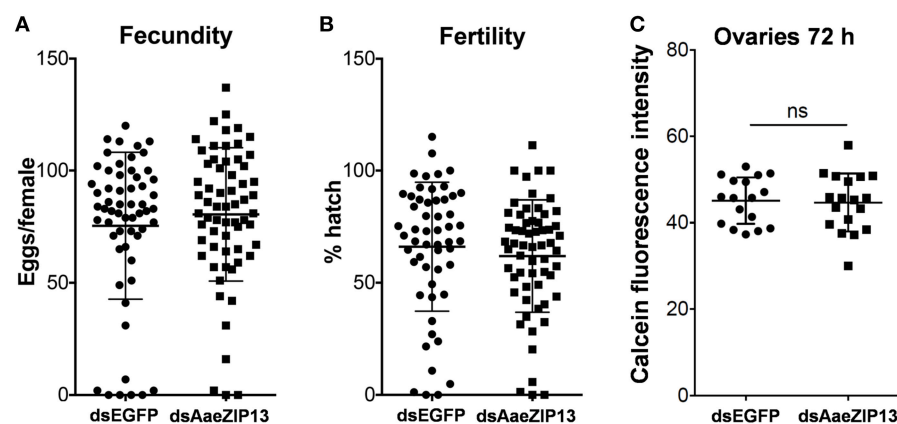 A
Fecundity
Eggs/female
150
100
50
0
dsEGFP dsAaeZIP13
B
Fertility
% hatch
150
100
50
0
dsEGFP dsAaeZIP13
C
Ovaries 72 h
Calcein fluorescence intensity
80
60
40
20
0
ns
dsEGFP dsAaeZIP13